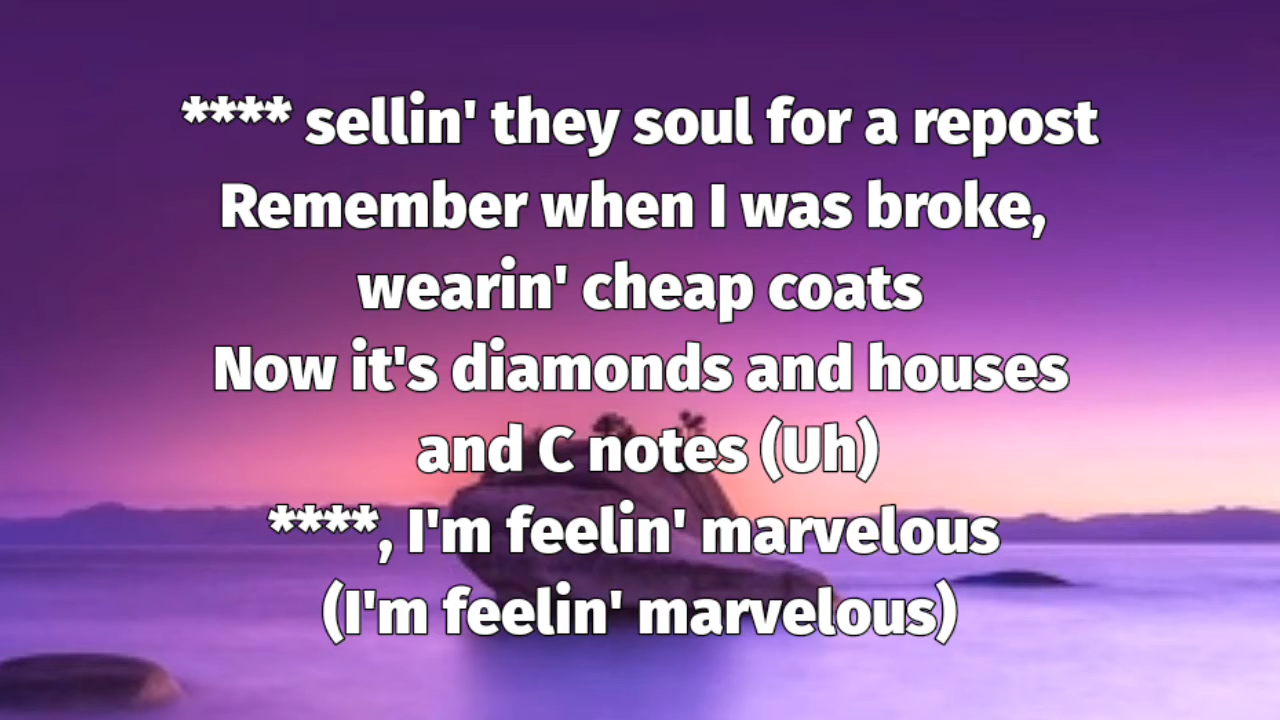 **** sellin' they soul for a repost
Remember when I was broke,
wearin' cheap coats
Now it's diamonds and houses
and C notes (Uh)
****, I'm feelin' marvelous
(I'm feelin' marvelous)